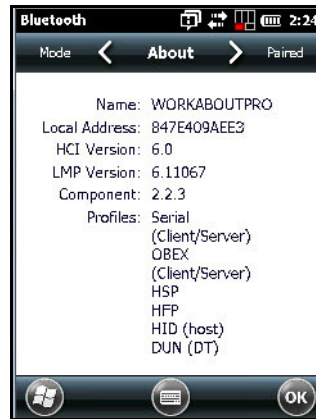 Bluetooth 2:24
Mode About Paired
Name: WORKABOUTPRO
Local Address: 847E409AEE3
HCI Version: 6.0
LMP Version: 6.11067
Component: 2.2.3
Profiles: Serial
(Client/Server)
OBEX
(Client/Server)
HSP
HFP
HID (host)
DUN (DT)
OK